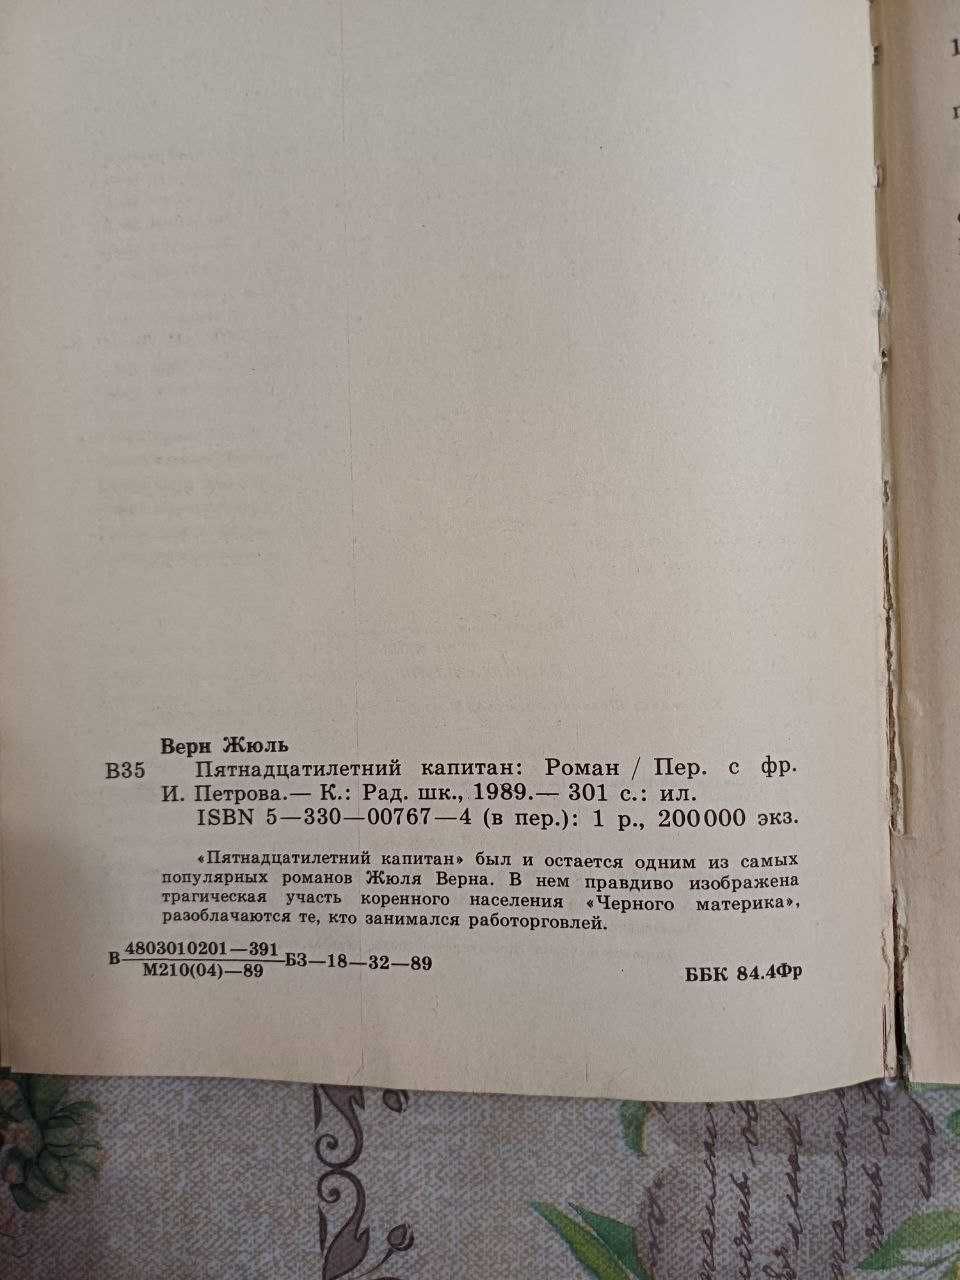 Верн Жюль
В35 Пятнадцатилетний капитан: Роман / Пер. с фр.
И. Петрова.— К.: Рад. шк., 1989.— 301 с.: ил.
ISBN 5—330—00767—4 (в пер.): 1 р., 200000 экз.
«Пятнадцатилетний капитан» был и остается одним из самых
популярных романов Жюля Верна. В нем правдиво изображена
трагическая участь коренного населения «Черного материка»,
разоблачаются те, кто занимался работорговлей.
В 4803010201—391
М210(04)—89 БЗ—18—32—89
ББК 84.4Фр